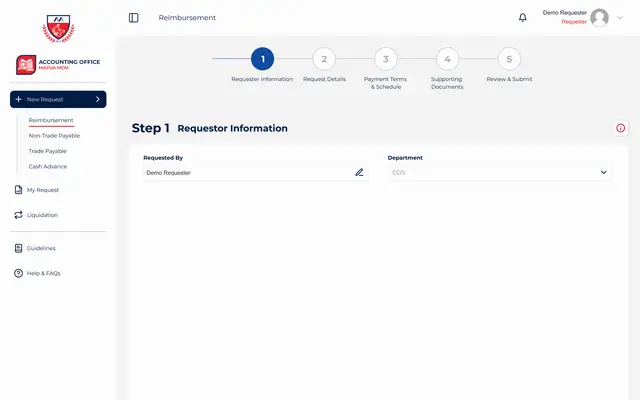 Reimbursement
Demo Requester
Requester
ACCOUNTING OFFICE
MAPUA MCM
New Request
Reimbursement
Non-Trade Payable
Trade Payable
Cash Advance
My Request
Liquidation
Guidelines
Help & FAQs
1
Requester Information
2
Request Details
3
Payment Terms
& Schedule
4
Supporting
Documents
5
Review & Submit
Step 1 Requestor Information
Requested By
Demo Requester
Department
CCIS